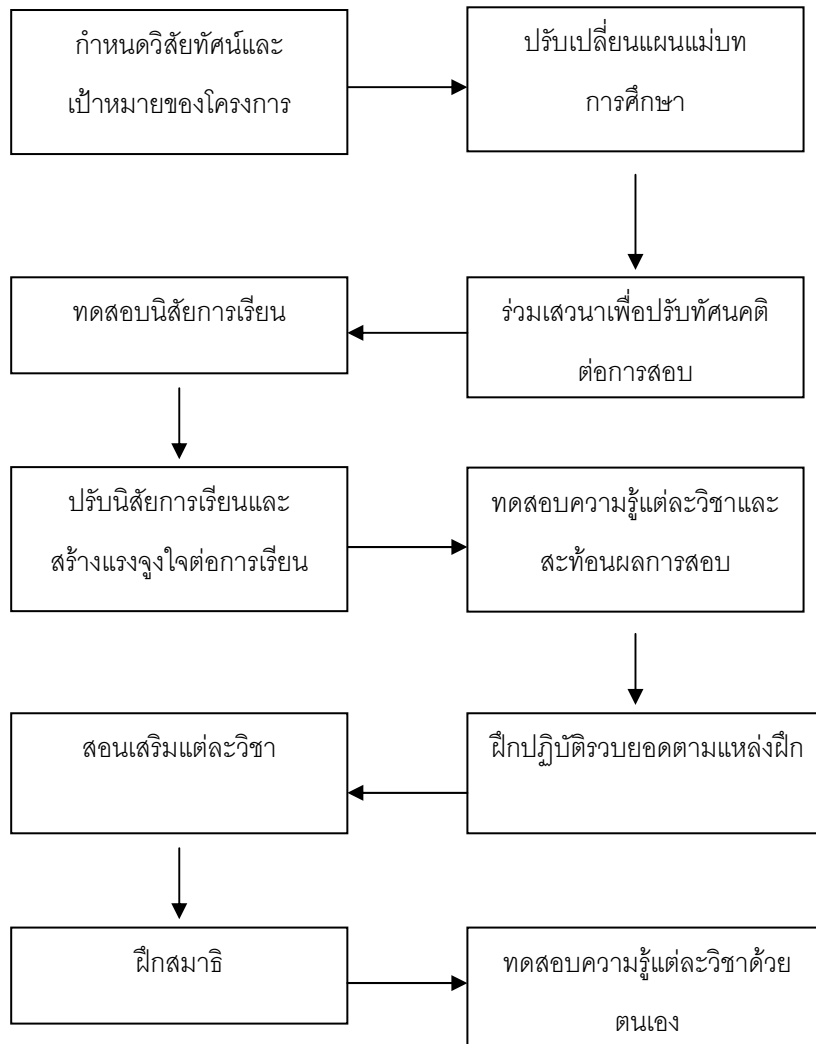 กำหนดวิสัยทัศน์และ
เป้าหมายของโครงการ
ปรับเปลี่ยนแผนแม่บท
การศึกษา
ร่วมเสวนาเพื่อปรับทัศนคติ
ต่อการสอบ
ทดสอบนิสัยการเรียน
ปรับนิสัยการเรียนและ
สร้างแรงจูงใจต่อการเรียน
ทดสอบความรู้แต่ละวิชาและ
สะท้อนผลการสอบ
ฝึกปฏิบัติรวบยอดตามแหล่งฝึก
สอนเสริมแต่ละวิชา
ฝึกสมาธิ
ทดสอบความรู้แต่ละวิชาด้วย
ตนเอง